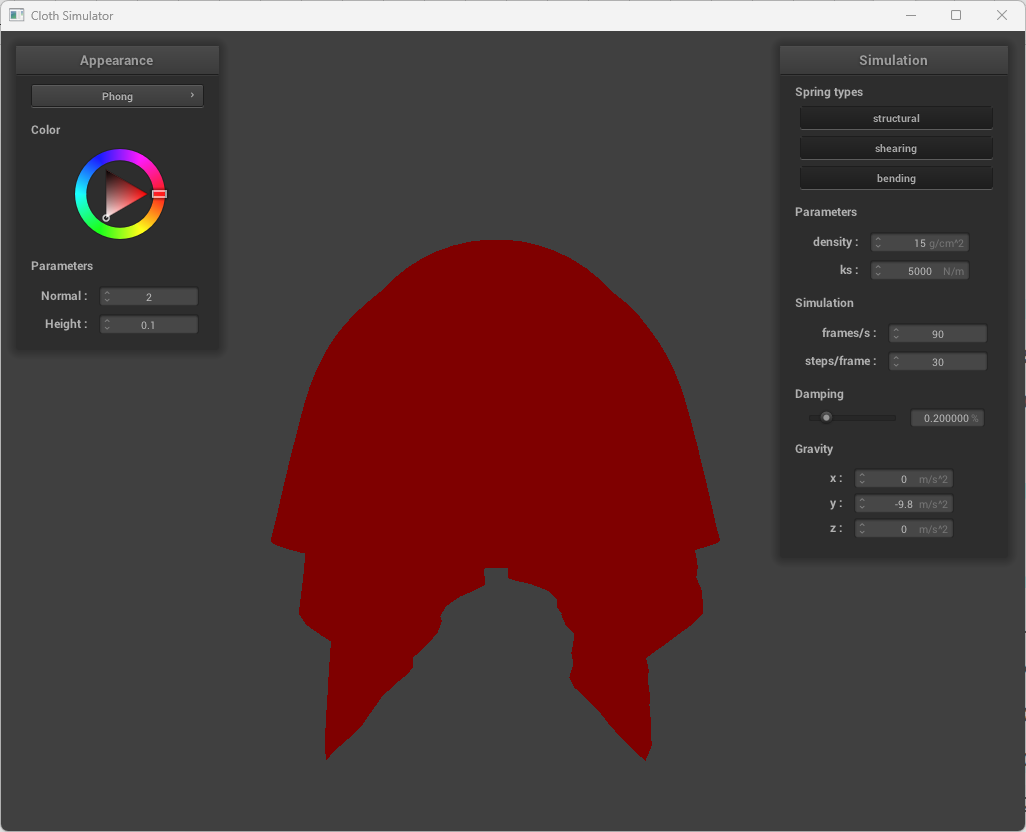 Cloth Simulator
Appearance
Phong
Color
Parameters
Normal : 2
Height : 0.1
Simulation
Spring types
structural
shearing
bending
Parameters
density : 15 g/cm^2
ks : 5000 N/m
Simulation
frames/s : 90
steps/frame : 30
Damping
0.200000 %
Gravity
x : 0 m/s^2
y : -9.8 m/s^2
z : 0 m/s^2